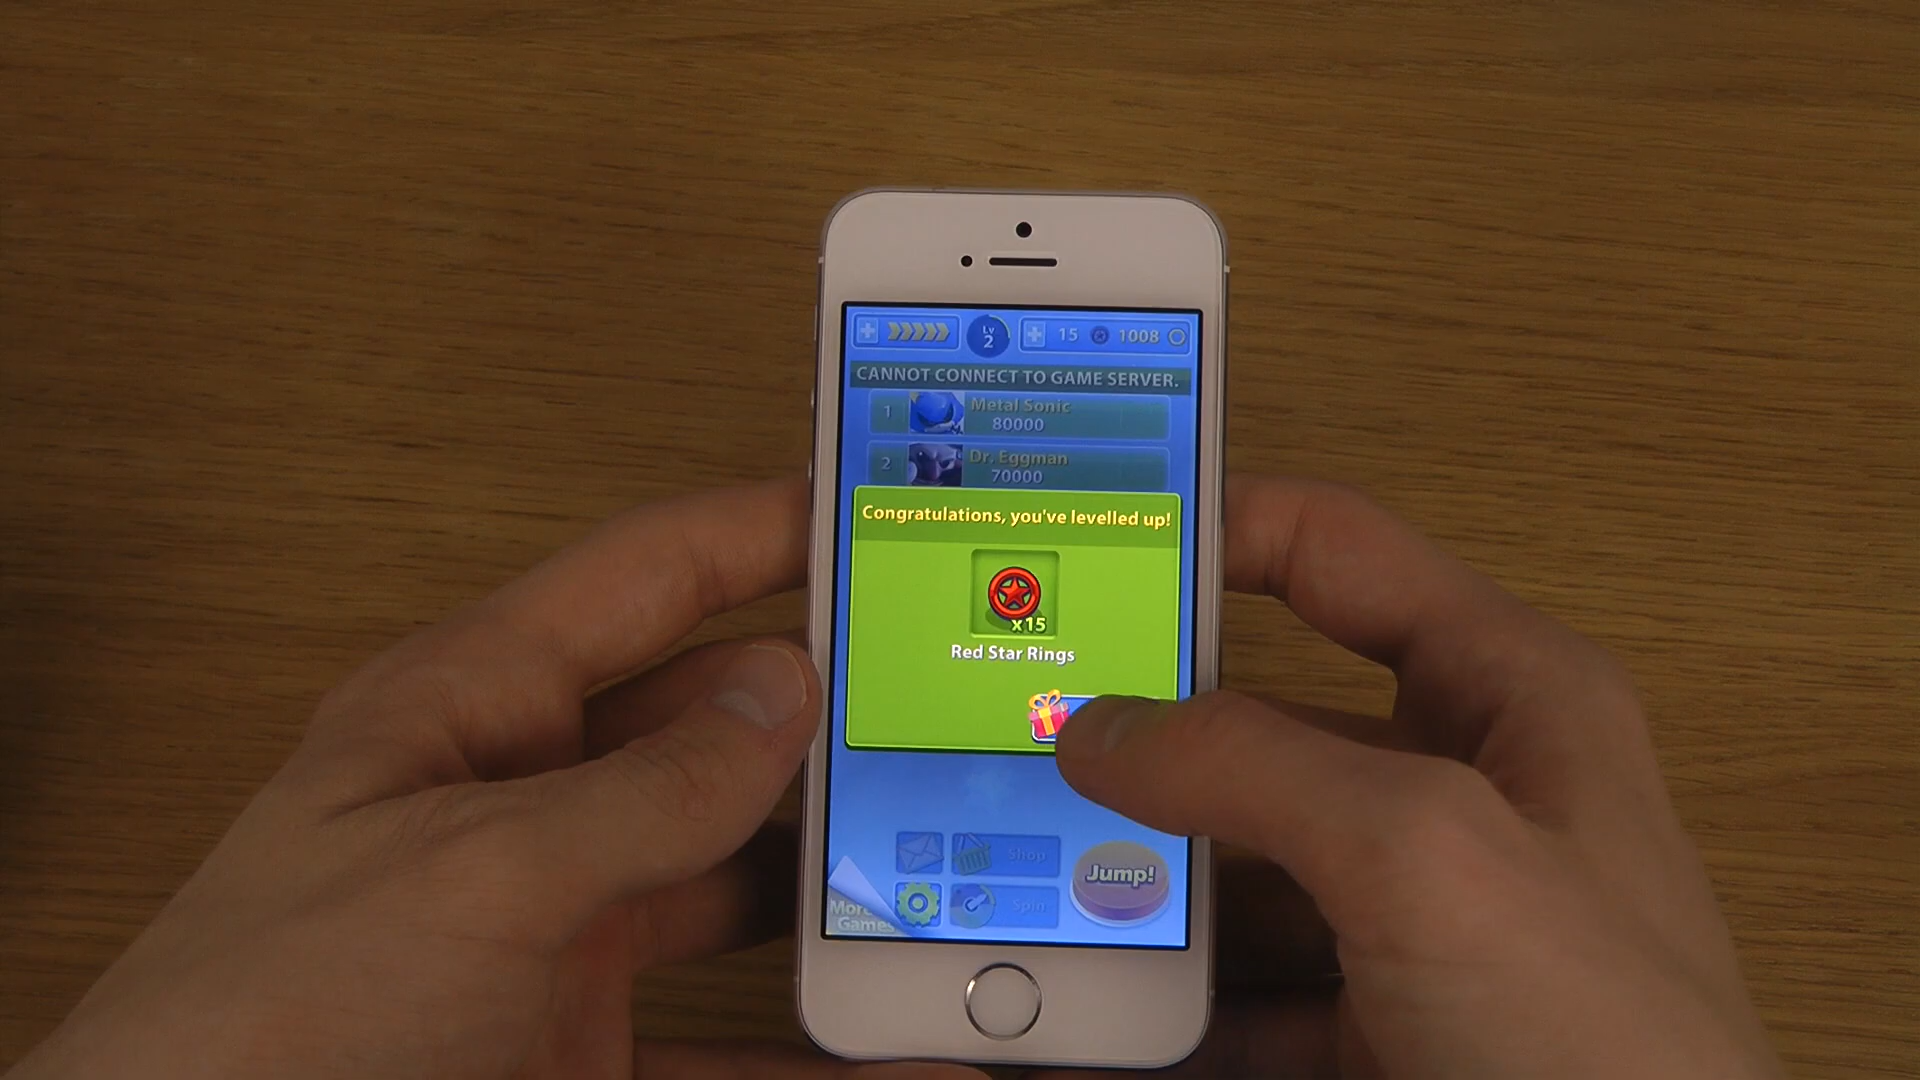 Lv
2
15 1008
CANNOT CONNECT TO GAME SERVER.
1 Metal Sonic
80000
2 Dr. Eggman
70000
Congratulations, you've levelled up!
x15
Red Star Rings
Shop
Jump!
Spin
More
Games